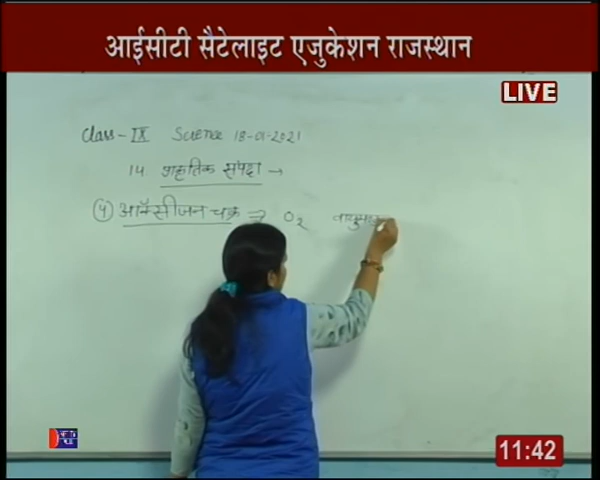 आईसीटी सैटेलाइट एजुकेशन राजस्थान
LIVE
Class - IX Science 18-01-2021
14. प्राकृतिक संपदा →
(4) ऑक्सीजन चक्र ⇒ O₂
11:42